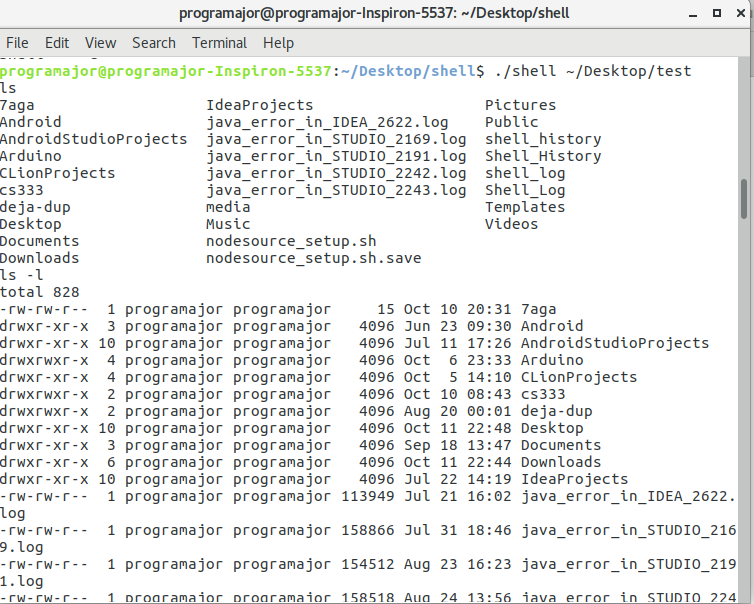 programajor@programajor-Inspiron-5537: ~/Desktop/shell
File Edit View Search Terminal Help
programajor@programajor-Inspiron-5537:~/Desktop/shell$ ./shell ~/Desktop/test
ls
7aga IdeaProjects Pictures
Android java_error_in_IDEA_2622.log Public
AndroidStudioProjects java_error_in_STUDIO_2169.log shell_history
Arduino java_error_in_STUDIO_2191.log Shell_History
CLionProjects java_error_in_STUDIO_2242.log shell_log
cs333 java_error_in_STUDIO_2243.log Shell_Log
deja-dup media Templates
Desktop Music Videos
Documents nodesource_setup.sh
Downloads nodesource_setup.sh.save
ls -l
total 828
-rw-rw-r-- 1 programajor programajor 15 Oct 10 20:31 7aga
drwxr-xr-x 3 programajor programajor 4096 Jun 23 09:30 Android
drwxr-xr-x 10 programajor programajor 4096 Jul 11 17:26 AndroidStudioProjects
drwxrwxr-x 4 programajor programajor 4096 Oct 6 23:33 Arduino
drwxr-xr-x 4 programajor programajor 4096 Oct 5 14:10 CLionProjects
drwxrwxr-x 2 programajor programajor 4096 Oct 10 08:43 cs333
drwxrwxr-x 2 programajor programajor 4096 Aug 20 00:01 deja-dup
drwxr-xr-x 10 programajor programajor 4096 Oct 11 22:48 Desktop
drwxr-xr-x 3 programajor programajor 4096 Sep 18 13:47 Documents
drwxr-xr-x 6 programajor programajor 4096 Oct 11 22:44 Downloads
drwxrwxr-x 10 programajor programajor 4096 Jul 22 14:19 IdeaProjects
-rw-rw-r-- 1 programajor programajor 113949 Jul 21 16:02 java_error_in_IDEA_2622.
log
-rw-rw-r-- 1 programajor programajor 158866 Jul 31 18:46 java_error_in_STUDIO_216
9.log
-rw-rw-r-- 1 programajor programajor 154512 Aug 23 16:23 java_error_in_STUDIO_219
1.log
-rw-rw-r-- 1 programajor programajor 158518 Aug 24 13:56 java_error_in_STUDIO_224